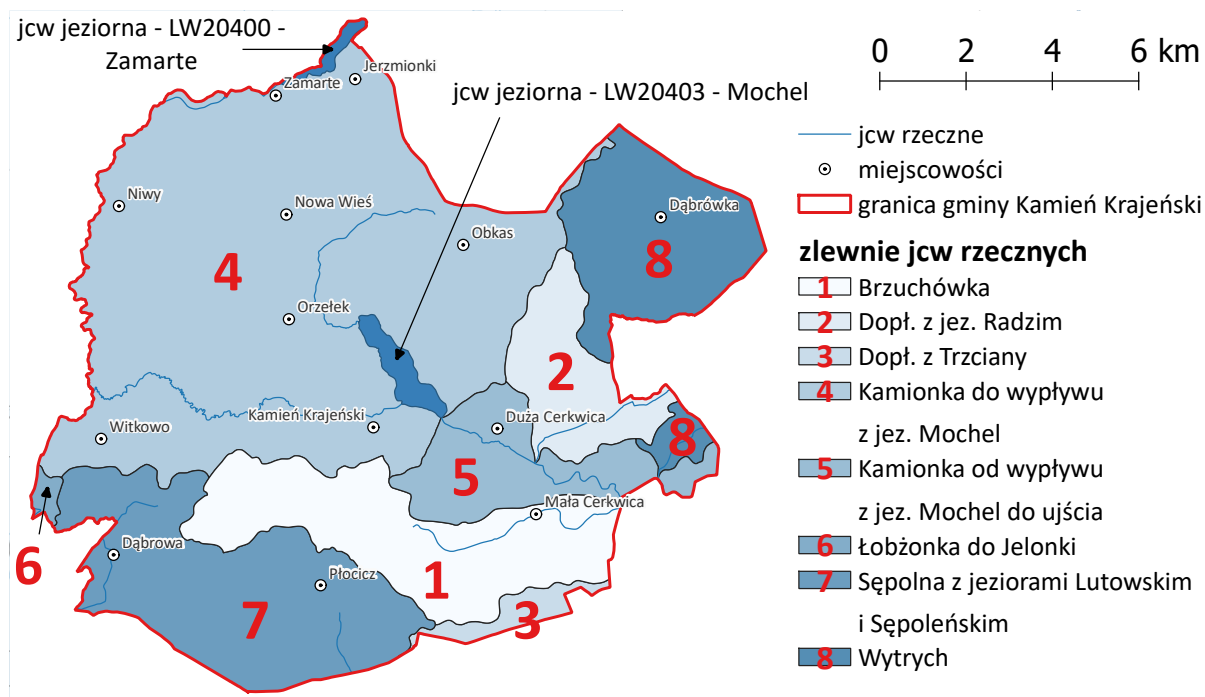 jcw jeziorna - LW20400 -
Zamarte
0 2 4 6 km
Jerzmionki
Zamarte
jcw jeziorna - LW20403 - Mochel
jcw rzeczne
miejscowości
granica gminy Kamień Krajeński
Niwy
Nowa Wieś
Dąbrówka
Obkas
8
4
zlewnie jcw rzecznych
1 Brzuchówka
2 Dopł. z jez. Radzim
3 Dopł. z Trzciany
4 Kamionka do wypływu
z jez. Mochel
5 Kamionka od wypływu
z jez. Mochel do ujścia
6 Łobżonka do Jelonki
7 Sępolna z jeziorami Lutowskim
i Sępoleńskim
8 Wytrych
Orzełek
2
Kamień Krajeński
Duża Cerkwica
Witkowo
8
5
Mała Cerkwica
Dąbrowa
6
Płocicz
1
7
3